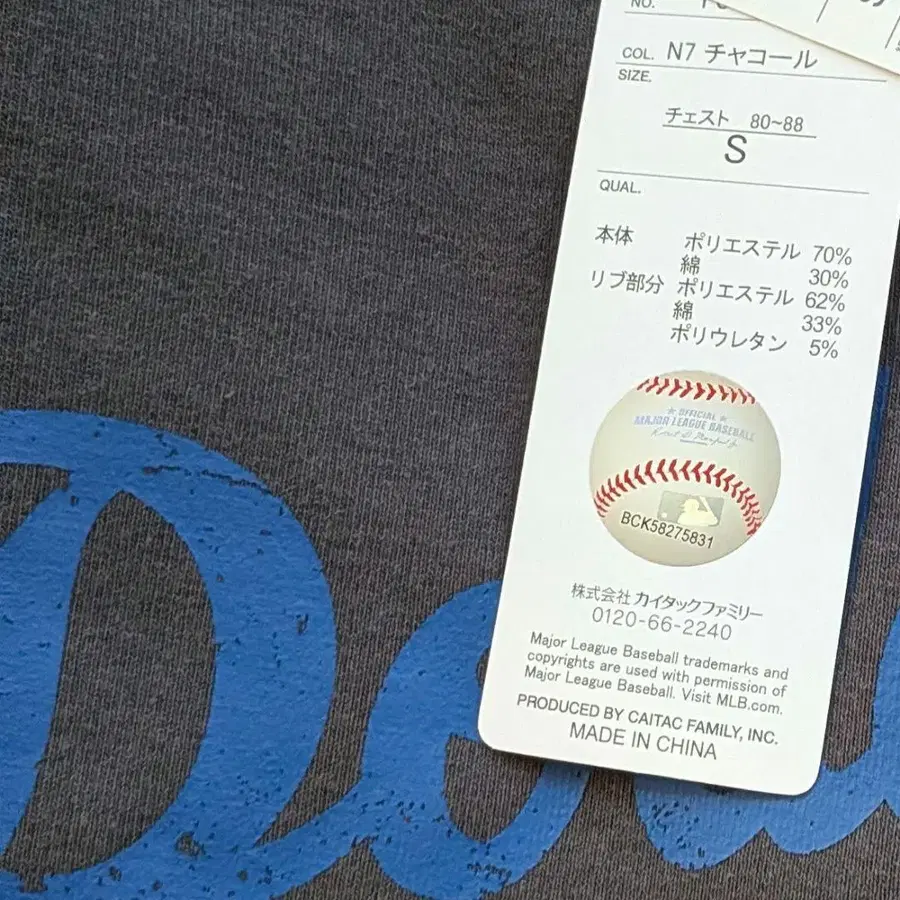 NO.
COL. N7 チャコール
SIZE.
チェスト 80~88
S
QUAL.
本体 ポリエステル 70%
綿 30%
リブ部分 ポリエステル 62%
綿 33%
ポリウレタン 5%
OFFICIAL
MAJOR LEAGUE BASEBALL
BCK58275831
株式会社 カイタックファミリー
0120-66-2240
Major League Baseball trademarks and
copyrights are used with permission of
Major League Baseball. Visit MLB.com.
PRODUCED BY CAITAC FAMILY, INC.
MADE IN CHINA